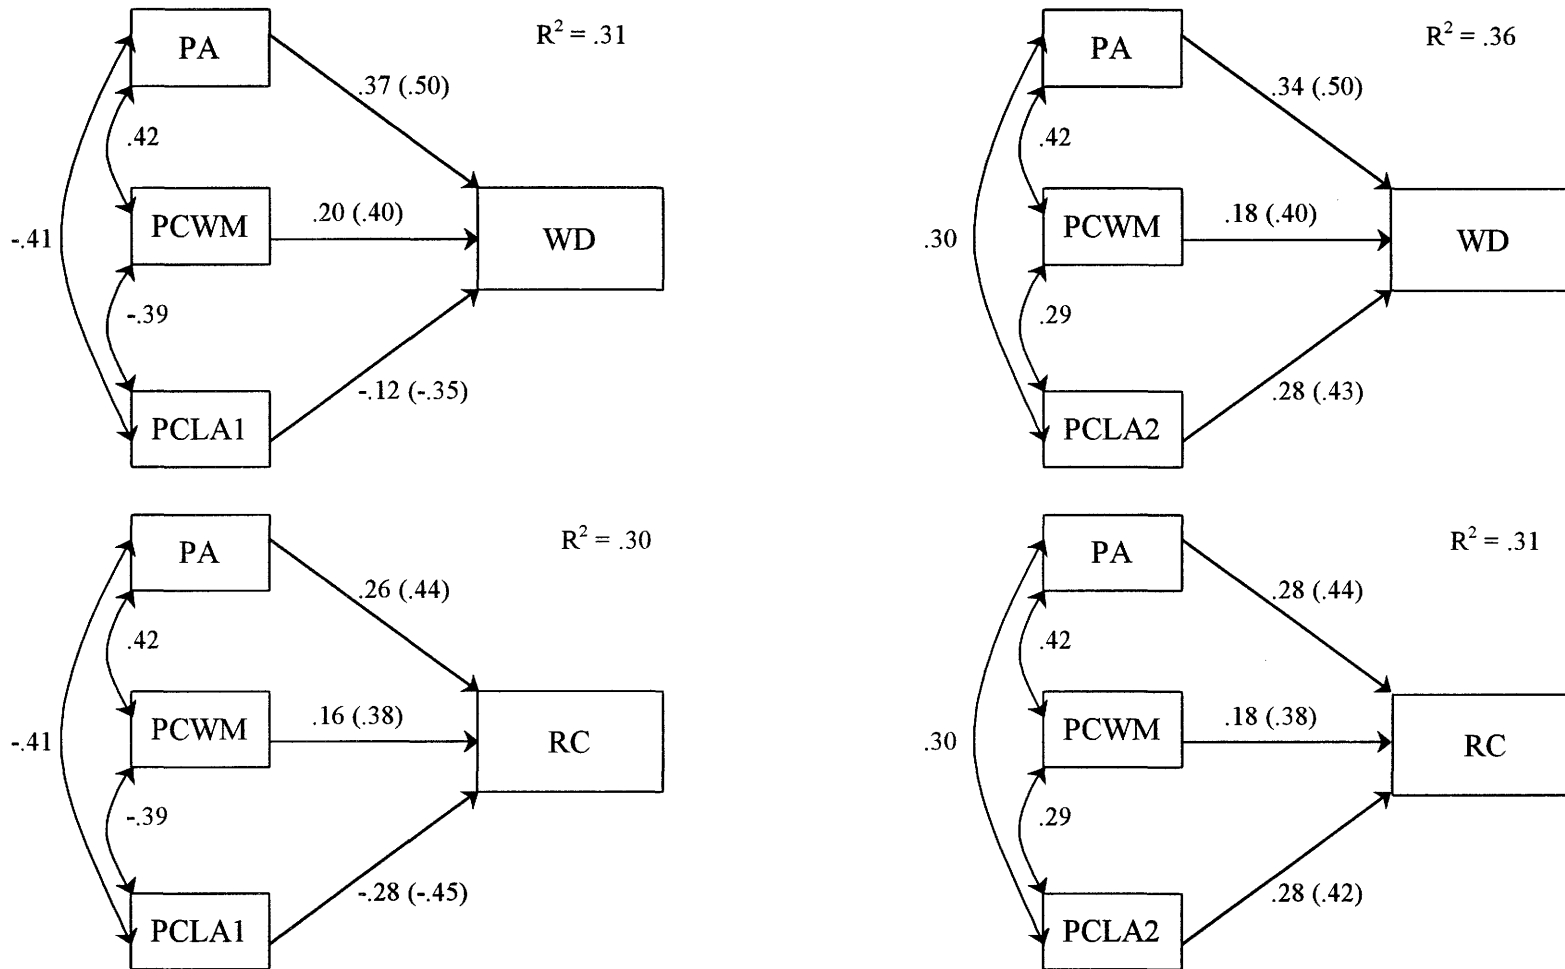 PA
R² = .31
.37 (.50)
.42
PCWM
.20 (.40)
WD
-.41
-.39
-.12 (-.35)
PCLA1
PA
R² = .36
.34 (.50)
.42
PCWM
.18 (.40)
WD
.30
.29
.28 (.43)
PCLA2
PA
R² = .30
.26 (.44)
.42
PCWM
.16 (.38)
RC
-.41
-.39
-.28 (-.45)
PCLA1
PA
R² = .31
.28 (.44)
.42
PCWM
.18 (.38)
RC
.30
.29
.28 (.42)
PCLA2